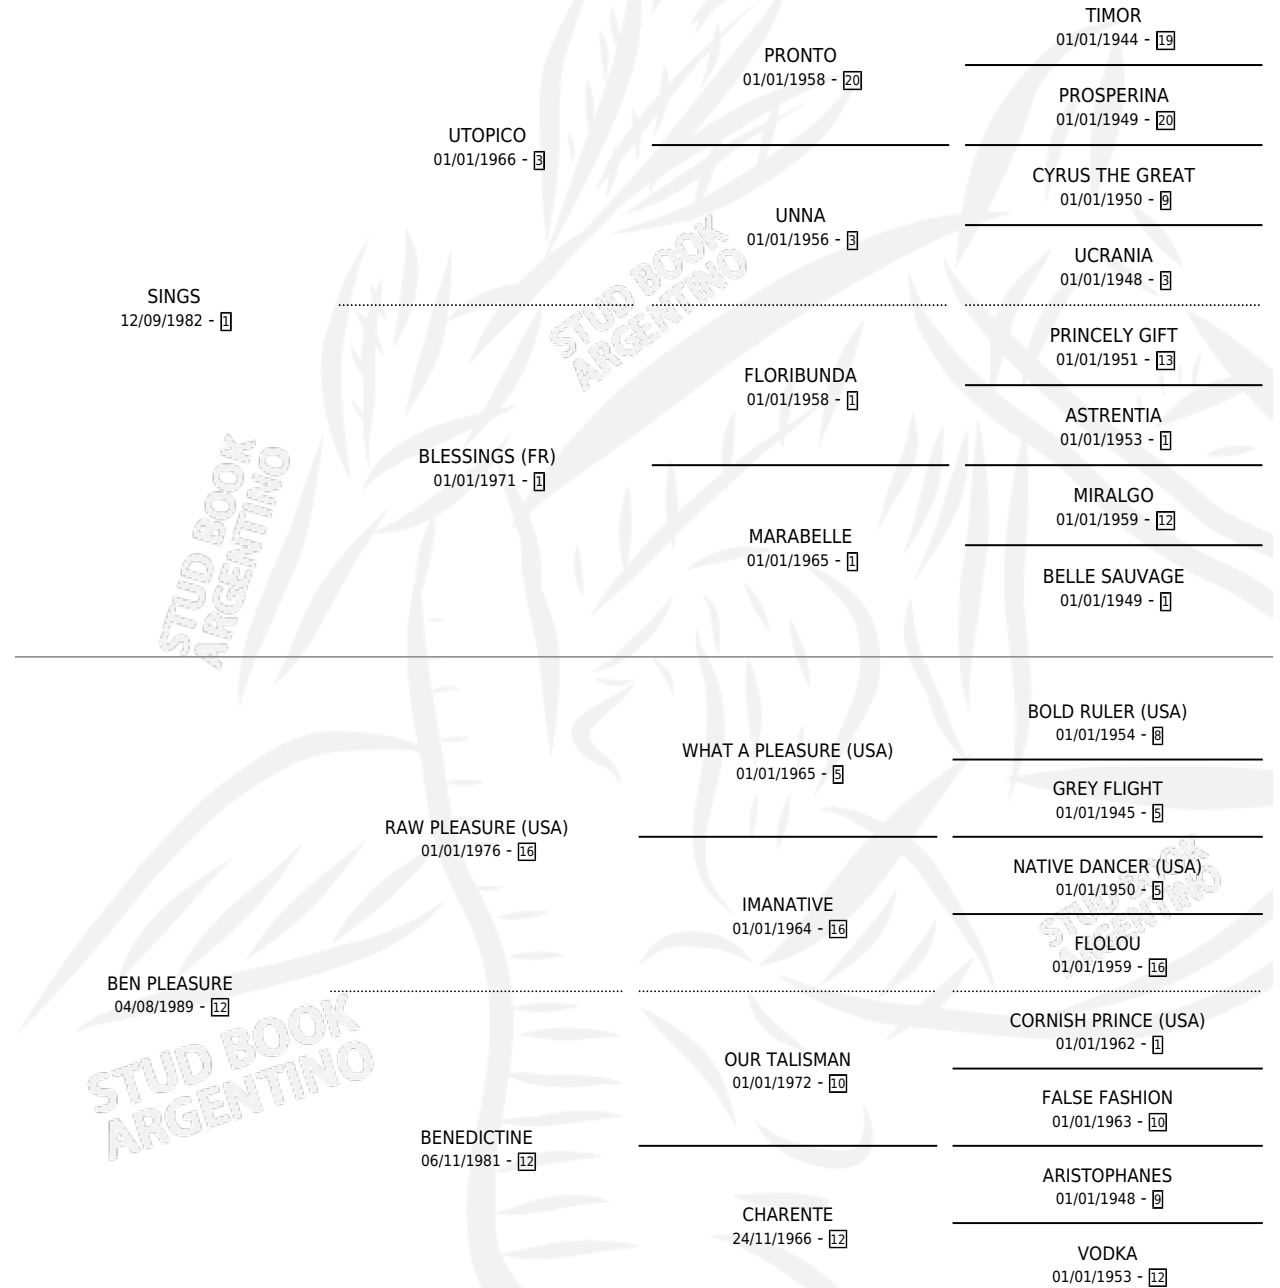 TIMOR
01/01/1944 - 19
PRONTO
01/01/1958 - 20
PROSPERINA
01/01/1949 - 20
UTOPICO
01/01/1966 - 3
CYRUS THE GREAT
01/01/1950 - 9
UNNA
01/01/1956 - 3
UCRANIA
01/01/1948 - 3
SINGS
12/09/1982 - 1
PRINCELY GIFT
01/01/1951 - 13
FLORIBUNDA
01/01/1958 - 1
ASTRENTIA
01/01/1953 - 1
BLESSINGS (FR)
01/01/1971 - 1
MIRALGO
01/01/1959 - 12
MARABELLE
01/01/1965 - 1
BELLE SAUVAGE
01/01/1949 - 1
STUD BOOK
ARGENTINO
STUD BOOK
ARGENTINO
BOLD RULER (USA)
01/01/1954 - 8
WHAT A PLEASURE (USA)
01/01/1965 - 5
GREY FLIGHT
01/01/1945 - 5
RAW PLEASURE (USA)
01/01/1976 - 16
NATIVE DANCER (USA)
01/01/1950 - 5
IMANATIVE
01/01/1964 - 16
FLOLOU
01/01/1959 - 16
BEN PLEASURE
04/08/1989 - 12
CORNISH PRINCE (USA)
01/01/1962 - 1
OUR TALISMAN
01/01/1972 - 10
FALSE FASHION
01/01/1963 - 10
BENEDICTINE
06/11/1981 - 12
ARISTOPHANES
01/01/1948 - 9
CHARENTE
24/11/1966 - 12
VODKA
01/01/1953 - 12
STUD BOOK
ARGENTINO
STUD BOOK
ARGENTINO